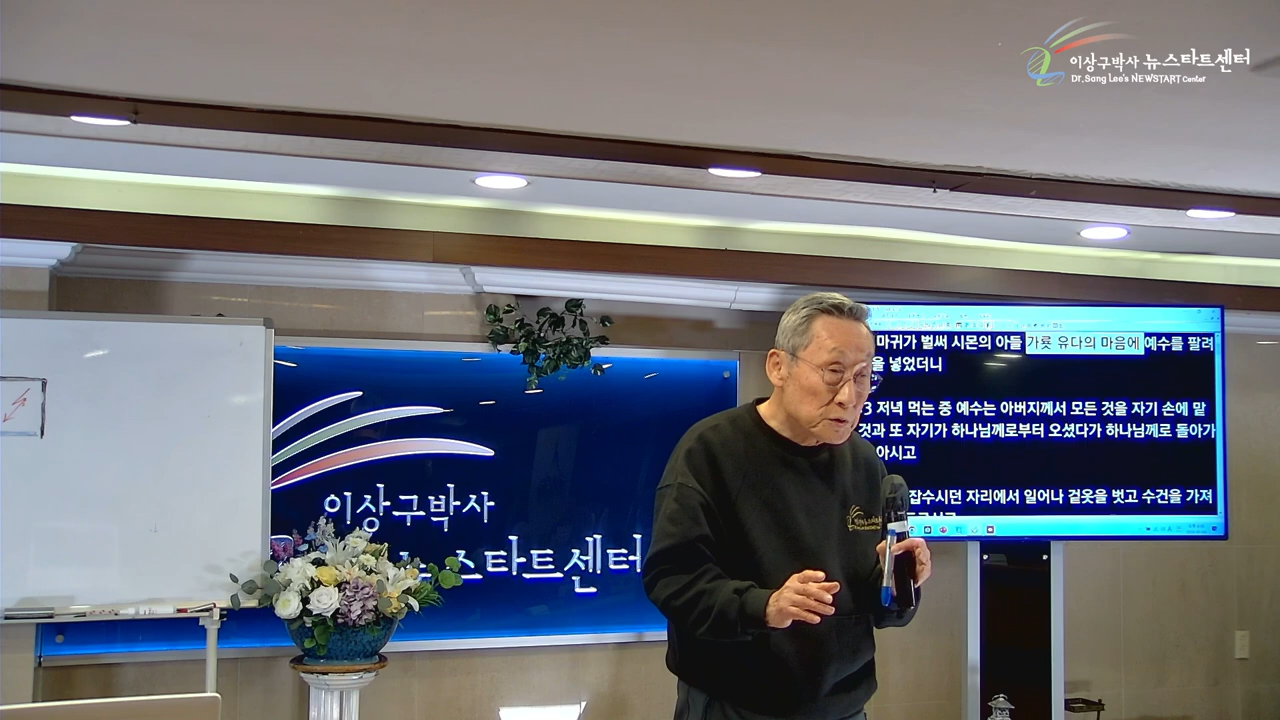 이상구박사 뉴스타트센터
Dr. Sang Lee's NEWSTART Center
이상구박사
뉴스타트센터
마귀가 벌써 시몬의 아들 가룟 유다의 마음에 예수를 팔려
을 넣었더니
3 저녁 먹는 중 예수는 아버지께서 모든 것을 자기 손에 맡
것과 또 자기가 하나님께로부터 오셨다가 하나님께로 돌아가
아시고
잡수시던 자리에서 일어나 겉옷을 벗고 수건을 가져